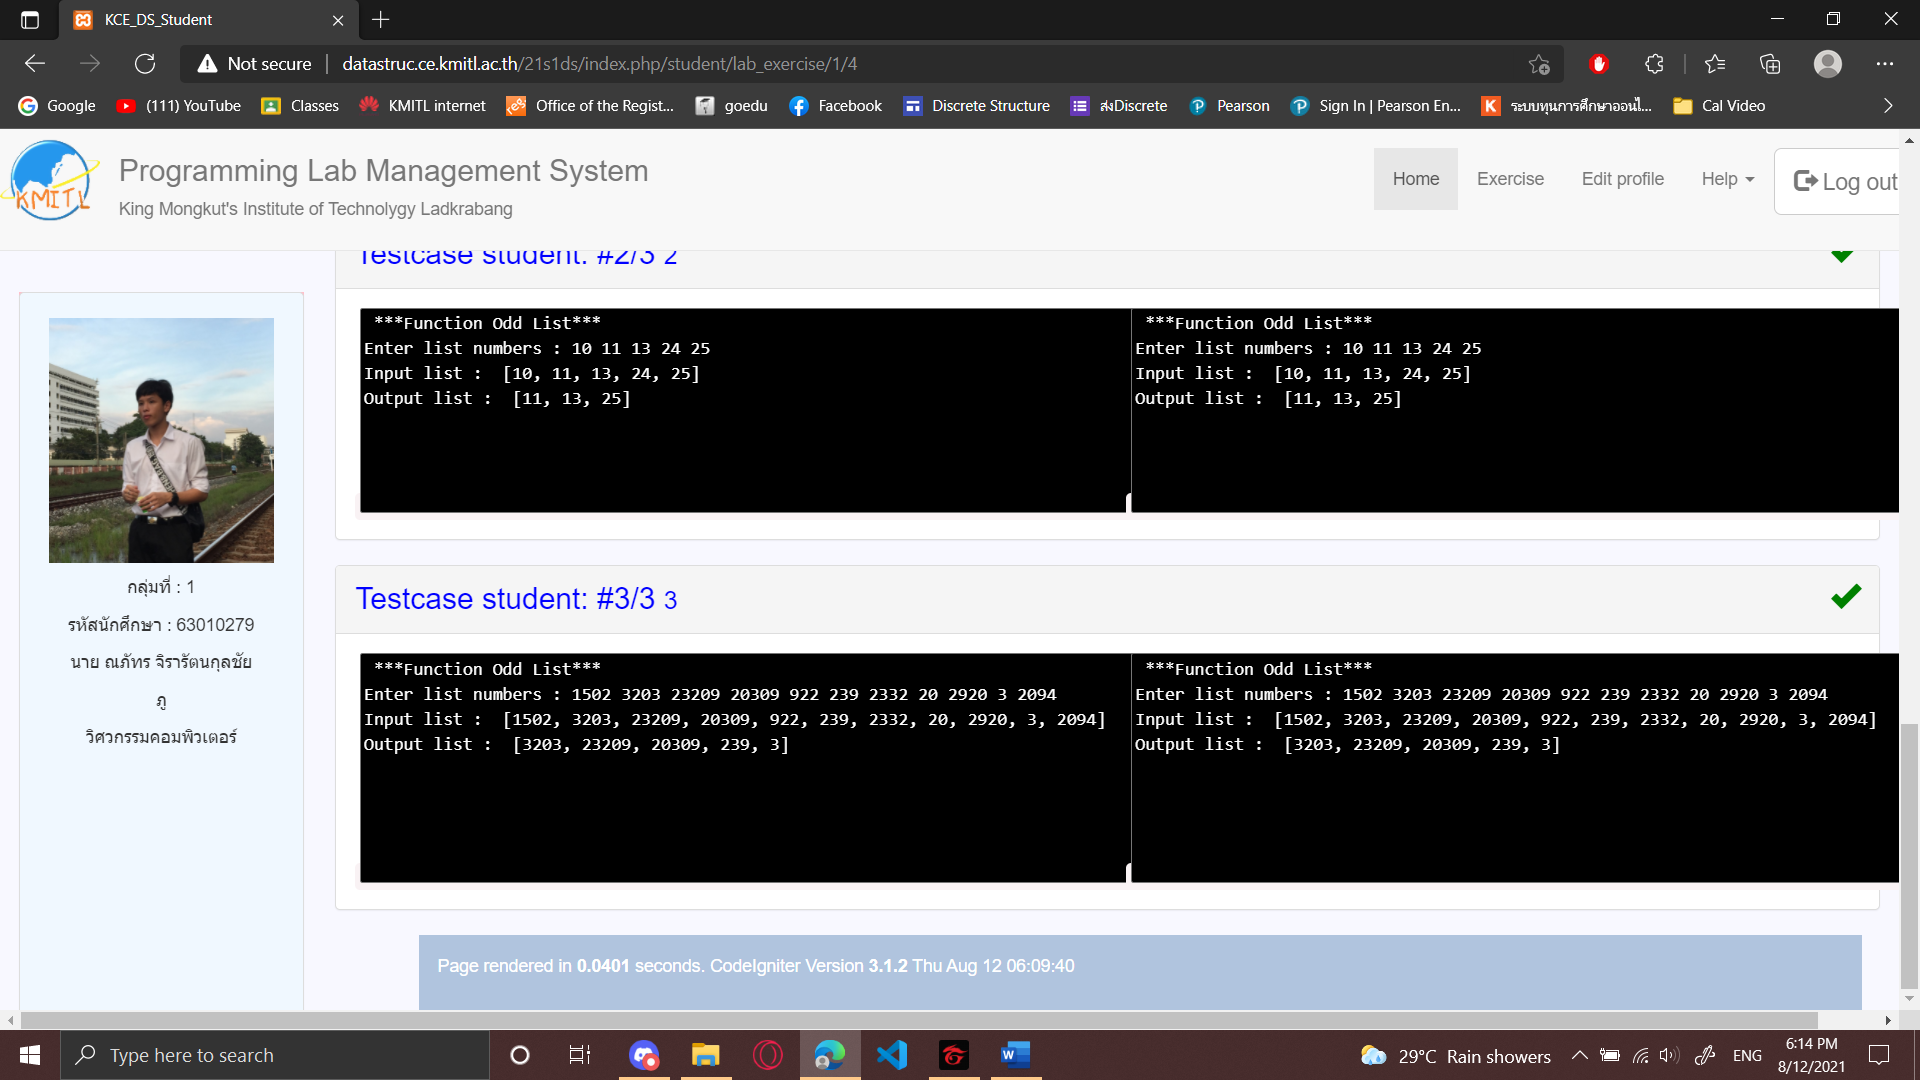 KCE_DS_Student
Not secure
datastruc.ce.kmitl.ac.th/21s1ds/index.php/student/lab_exercise/1/4
Google
(111) YouTube
Classes
KMITL internet
Office of the Regist...
goedu
Facebook
Discrete Structure
ส่งDiscrete
Pearson
Sign In | Pearson En...
ระบบทุนการศึกษาออนไ...
Cal Video
KMITL
Programming Lab Management System
King Mongkut's Institute of Technolygy Ladkrabang
Home
Exercise
Edit profile
Help
Log out
Testcase student: #2/3 2
***Function Odd List***
Enter list numbers : 10 11 13 24 25
Input list :  [10, 11, 13, 24, 25]
Output list :  [11, 13, 25]
***Function Odd List***
Enter list numbers : 10 11 13 24 25
Input list :  [10, 11, 13, 24, 25]
Output list :  [11, 13, 25]
กลุ่มที่ : 1
รหัสนักศึกษา : 63010279
นาย ณภัทร จิรารัตนกุลชัย
ภู
วิศวกรรมคอมพิวเตอร์
Testcase student: #3/3 3
***Function Odd List***
Enter list numbers : 1502 3203 23209 20309 922 239 2332 20 2920 3 2094
Input list :  [1502, 3203, 23209, 20309, 922, 239, 2332, 20, 2920, 3, 2094]
Output list :  [3203, 23209, 20309, 239, 3]
***Function Odd List***
Enter list numbers : 1502 3203 23209 20309 922 239 2332 20 2920 3 2094
Input list :  [1502, 3203, 23209, 20309, 922, 239, 2332, 20, 2920, 3, 2094]
Output list :  [3203, 23209, 20309, 239, 3]
Page rendered in 0.0401 seconds. CodeIgniter Version 3.1.2 Thu Aug 12 06:09:40
Type here to search
29°C Rain showers
ENG
6:14 PM
8/12/2021